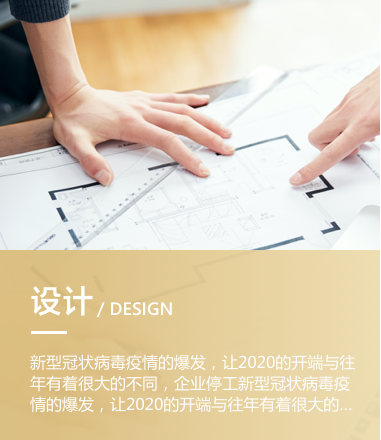 设计 / DESIGN
新型冠状病毒疫情的爆发，让2020的开端与往
年有着很大的不同，企业停工新型冠状病毒疫
情的爆发，让2020的开端与往年有着很大的...